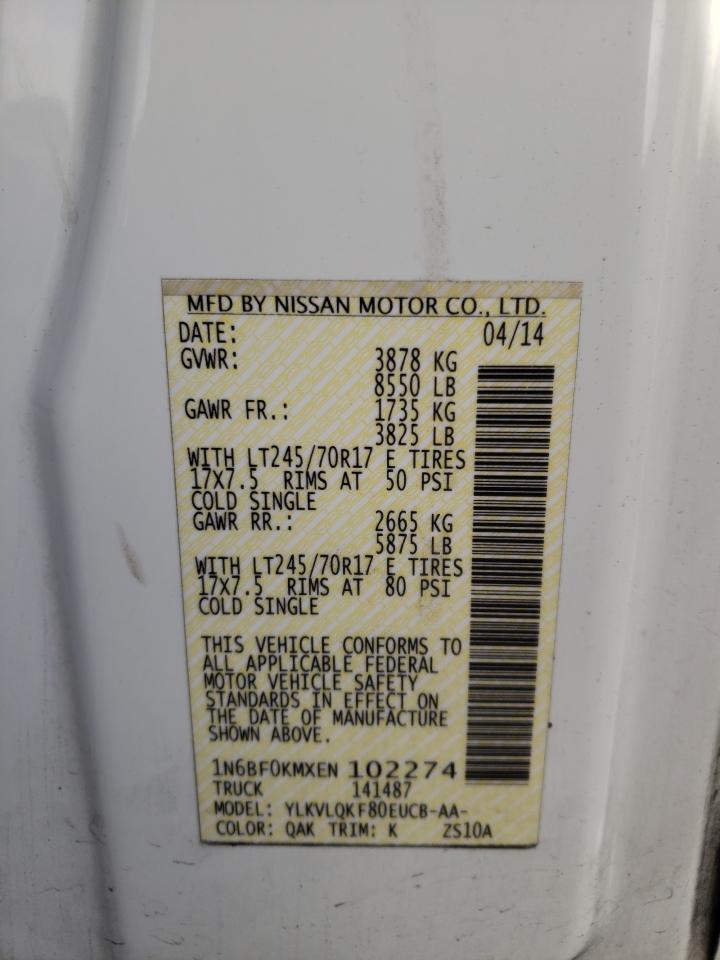 MFD BY NISSAN MOTOR CO., LTD.
DATE: 04/14
GVWR: 3878 KG
8550 LB
GAWR FR.: 1735 KG
3825 LB
WITH LT245/70R17 E TIRES
17X7.5 RIMS AT 50 PSI
COLD SINGLE
GAWR RR.: 2665 KG
5875 LB
WITH LT245/70R17 E TIRES
17X7.5 RIMS AT 80 PSI
COLD SINGLE
THIS VEHICLE CONFORMS TO
ALL APPLICABLE FEDERAL
MOTOR VEHICLE SAFETY
STANDARDS IN EFFECT ON
THE DATE OF MANUFACTURE
SHOWN ABOVE.
1N6BF0KMXEN 102274
TRUCK 141487
MODEL: YLKVLQKF80EUCB-AA-
COLOR: QAK TRIM: K ZS10A